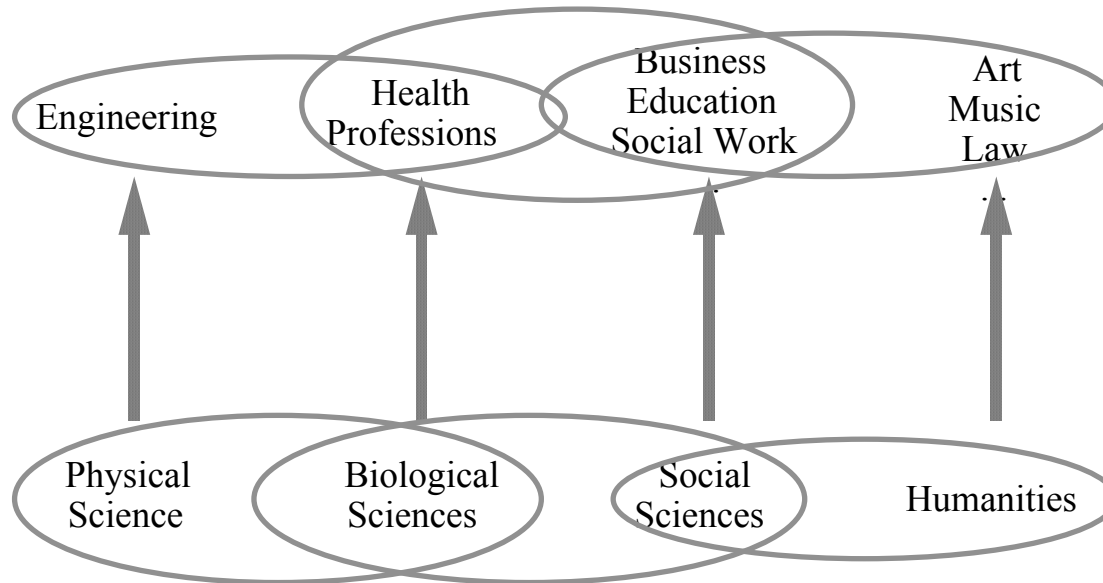 Engineering
Health
Professions
Business
Education
Social Work
.
Art
Music
Law
...
Physical
Science
Biological
Sciences
Social
Sciences
Humanities